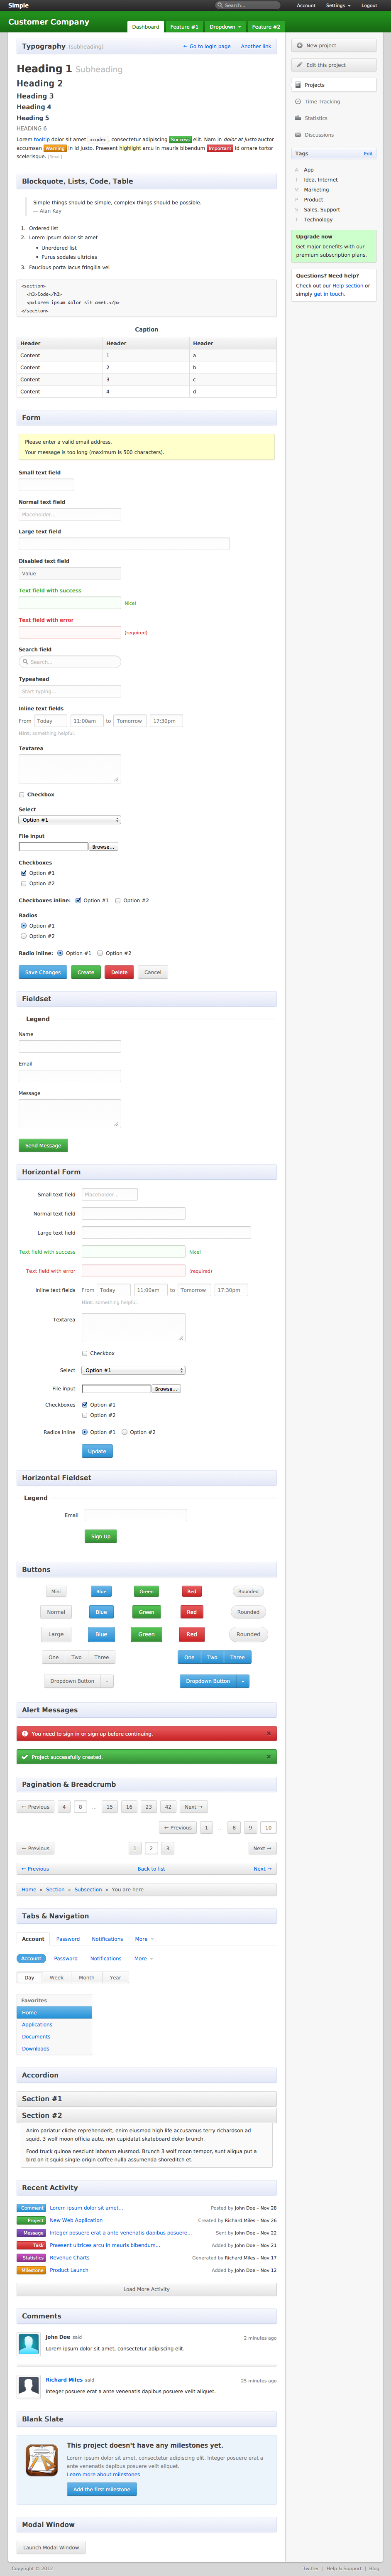 Simple
Search...
Account Settings Logout
Customer Company
Dashboard Feature #1 Dropdown Feature #2
Typography (subheading) ← Go to login page Another link
Heading 1 Subheading
Heading 2
Heading 3
Heading 4
Heading 5
HEADING 6
Lorem tooltip dolor sit amet <code>, consectetur adipiscing Success elit. Nam in dolor at justo auctor
accumsan Warning in id justo. Praesent highlight arcu in mauris bibendum Important id ornare tortor
scelerisque. (small)
Blockquote, Lists, Code, Table
Simple things should be simple, complex things should be possible.
— Alan Kay
1. Ordered list
2. Lorem ipsum dolor sit amet
• Unordered list
• Purus sodales ultricies
3. Faucibus porta lacus fringilla vel
<section>
<h3>Code</h3>
<p>Lorem ipsum dolor sit amet.</p>
</section>
Caption
Header Header Header
Content 1 a
Content 2 b
Content 3 c
Content 4 d
Form
Please enter a valid email address.
Your message is too long (maximum is 500 characters).
Small text field
Normal text field
Placeholder...
Large text field
Disabled text field
Value
Text field with success
Nice!
Text field with error
(required)
Search field
Search...
Typeahead
Start typing...
Inline text fields
From Today 11:00am to Tomorrow 17:30pm
Hint: something helpful.
Textarea
Checkbox
Select
Option #1
File input
Browse...
Checkboxes
Option #1
Option #2
Checkboxes inline: Option #1 Option #2
Radios
Option #1
Option #2
Radio inline: Option #1 Option #2
Save Changes Create Delete Cancel
Fieldset
Legend
Name
Email
Message
Send Message
Horizontal Form
Small text field Placeholder...
Normal text field
Large text field
Text field with success Nice!
Text field with error (required)
Inline text fields From Today 11:00am to Tomorrow 17:30pm
Hint: something helpful.
Textarea
Checkbox
Select Option #1
File input Browse...
Checkboxes Option #1
Option #2
Radios inline Option #1 Option #2
Update
Horizontal Fieldset
Legend
Email
Sign Up
Buttons
Mini Blue Green Red Rounded
Normal Blue Green Red Rounded
Large Blue Green Red Rounded
One Two Three One Two Three
Dropdown Button Dropdown Button
Alert Messages
You need to sign in or sign up before continuing. ×
Project successfully created. ×
Pagination & Breadcrumb
← Previous 4 8 ... 15 16 23 42 Next →
← Previous 1 ... 8 9 10
← Previous 1 2 3 Next →
← Previous Back to list Next →
Home » Section » Subsection » You are here
Tabs & Navigation
Account Password Notifications More
Account Password Notifications More
Day Week Month Year
Favorites
Home
Applications
Documents
Downloads
Accordion
Section #1
Section #2
Anim pariatur cliche reprehenderit, enim eiusmod high life accusamus terry richardson ad
squid. 3 wolf moon officia aute, non cupidatat skateboard dolor brunch.
Food truck quinoa nesciunt laborum eiusmod. Brunch 3 wolf moon tempor, sunt aliqua put a
bird on it squid single-origin coffee nulla assumenda shoreditch et.
Recent Activity
Comment Lorem ipsum dolor sit amet... Posted by John Doe - Nov 28
Project New Web Application Created by Richard Miles - Nov 26
Message Integer posuere erat a ante venenatis dapibus posuere... Sent by John Doe - Nov 22
Task Praesent ultrices arcu in mauris bibendum... Added by John Doe - Nov 21
Statistics Revenue Charts Generated by Richard Miles - Nov 17
Milestone Product Launch Added by John Doe - Nov 12
Load More Activity
Comments
John Doe said 2 minutes ago
Lorem ipsum dolor sit amet, consectetur adipiscing elit.
Richard Miles said 25 minutes ago
Integer posuere erat a ante venenatis dapibus posuere velit aliquet.
Blank Slate
This project doesn't have any milestones yet.
Lorem ipsum dolor sit amet, consectetur adipiscing elit. Integer posuere erat a
ante venenatis dapibus posuere velit aliquet.
Learn more about milestones
Add the first milestone
Modal Window
Launch Modal Window
New project
Edit this project
Projects
Time Tracking
Statistics
Discussions
Tags Edit
A App
I Idea, Internet
M Marketing
P Product
S Sales, Support
T Technology
Upgrade now
Get major benefits with our
premium subscription plans.
Questions? Need help?
Check out our Help section or
simply get in touch.
Copyright © 2012 Twitter | Help & Support | Blog